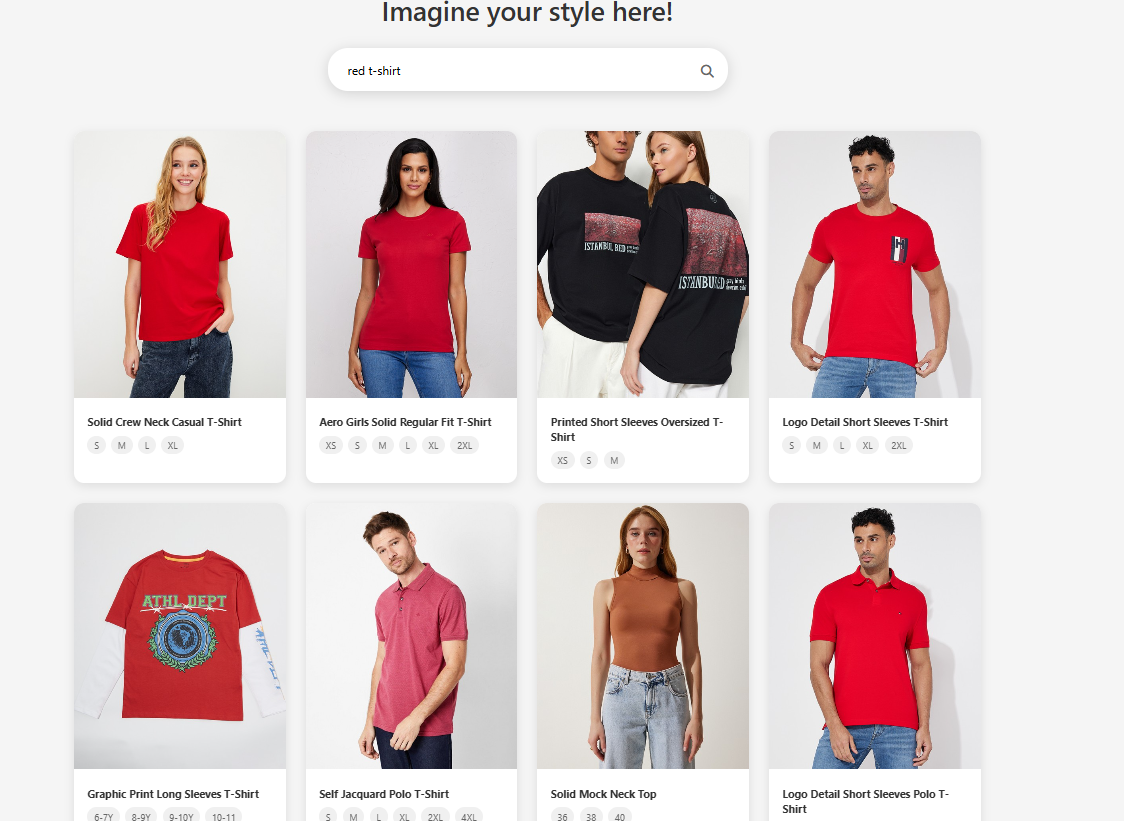 Imagine your style here!
red t-shirt
ISTANBUL RED
ISTANBUL RED
Solid Crew Neck Casual T-Shirt
S M L XL
Aero Girls Solid Regular Fit T-Shirt
XS S M L XL 2XL
Printed Short Sleeves Oversized T-
Shirt
XS S M
Logo Detail Short Sleeves T-Shirt
S M L XL 2XL
ATHL DEPT
Graphic Print Long Sleeves T-Shirt
6-7Y 8-9Y 9-10Y 10-11
Self Jacquard Polo T-Shirt
S M L XL 2XL 4XL
Solid Mock Neck Top
36 38 40
Logo Detail Short Sleeves Polo T-
Shirt